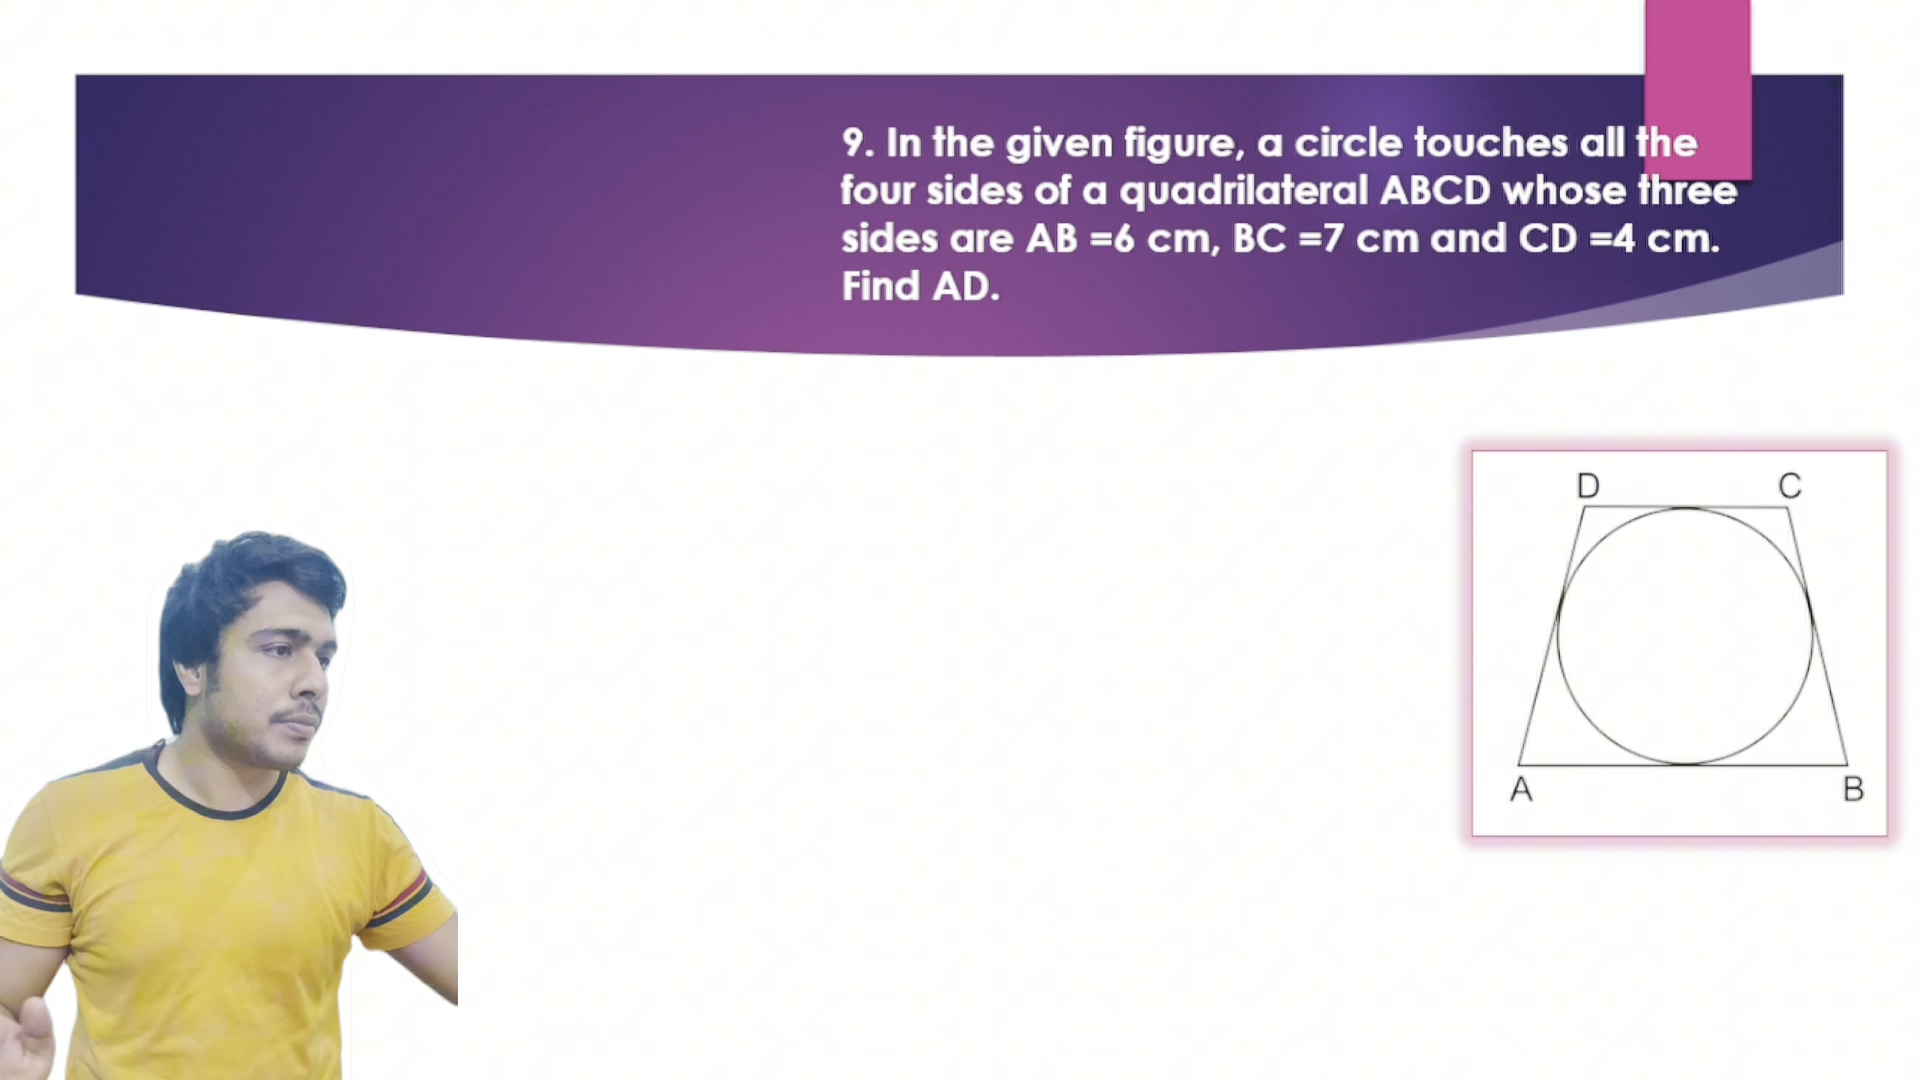 9. In the given figure, a circle touches all the
four sides of a quadrilateral ABCD whose three
sides are AB =6 cm, BC =7 cm and CD =4 cm.
Find AD.
D C
A B